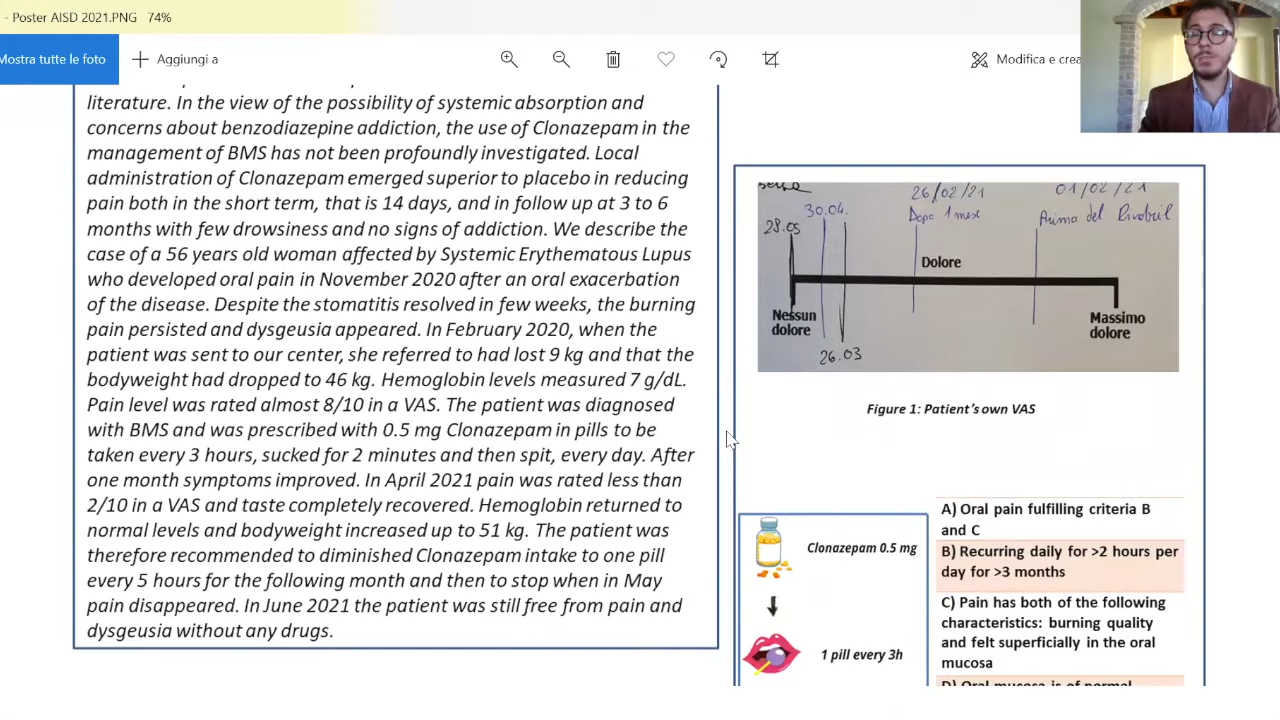 - Poster AISD 2021.PNG 74%
Mostra tutte le foto
Aggiungi a
Modifica e crea
literature. In the view of the possibility of systemic absorption and
concerns about benzodiazepine addiction, the use of Clonazepam in the
management of BMS has not been profoundly investigated. Local
administration of Clonazepam emerged superior to placebo in reducing
pain both in the short term, that is 14 days, and in follow up at 3 to 6
months with few drowsiness and no signs of addiction. We describe the
case of a 56 years old woman affected by Systemic Erythematous Lupus
who developed oral pain in November 2020 after an oral exacerbation
of the disease. Despite the stomatitis resolved in few weeks, the burning
pain persisted and dysgeusia appeared. In February 2020, when the
patient was sent to our center, she referred to had lost 9 kg and that the
bodyweight had dropped to 46 kg. Hemoglobin levels measured 7 g/dL.
Pain level was rated almost 8/10 in a VAS. The patient was diagnosed
with BMS and was prescribed with 0.5 mg Clonazepam in pills to be
taken every 3 hours, sucked for 2 minutes and then spit, every day. After
one month symptoms improved. In April 2021 pain was rated less than
2/10 in a VAS and taste completely recovered. Hemoglobin returned to
normal levels and bodyweight increased up to 51 kg. The patient was
therefore recommended to diminished Clonazepam intake to one pill
every 5 hours for the following month and then to stop when in May
pain disappeared. In June 2021 the patient was still free from pain and
dysgeusia without any drugs.
26/02/21
01/02/21
30.04.
Dopo 1 mese
Prima del Rivotril
28.05
Dolore
Nessun
dolore
Massimo
dolore
26.03
Figure 1: Patient's own VAS
Clonazepam 0.5 mg
1 pill every 3h
A) Oral pain fulfilling criteria B
and C
B) Recurring daily for >2 hours per
day for >3 months
C) Pain has both of the following
characteristics: burning quality
and felt superficially in the oral
mucosa
D) Oral mucosa is of normal